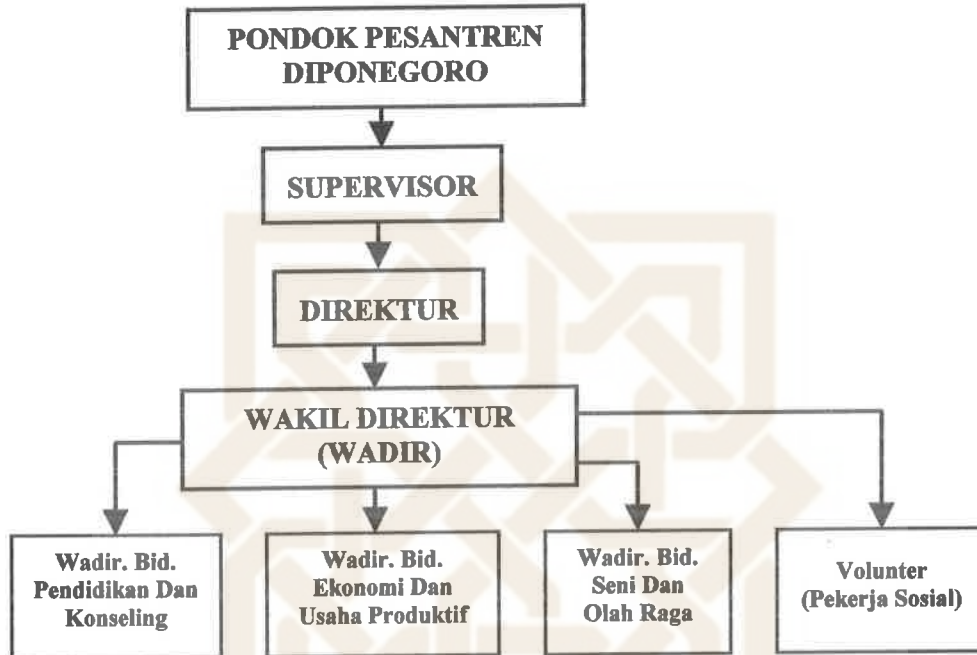 PONDOK PESANTREN
DIPONEGORO
SUPERVISOR
DIREKTUR
WAKIL DIREKTUR
(WADIR)
Wadir. Bid.
Pendidikan Dan
Konseling
Wadir. Bid.
Ekonomi Dan
Usaha Produktif
Wadir. Bid.
Seni Dan
Olah Raga
Volunter
(Pekerja Sosial)